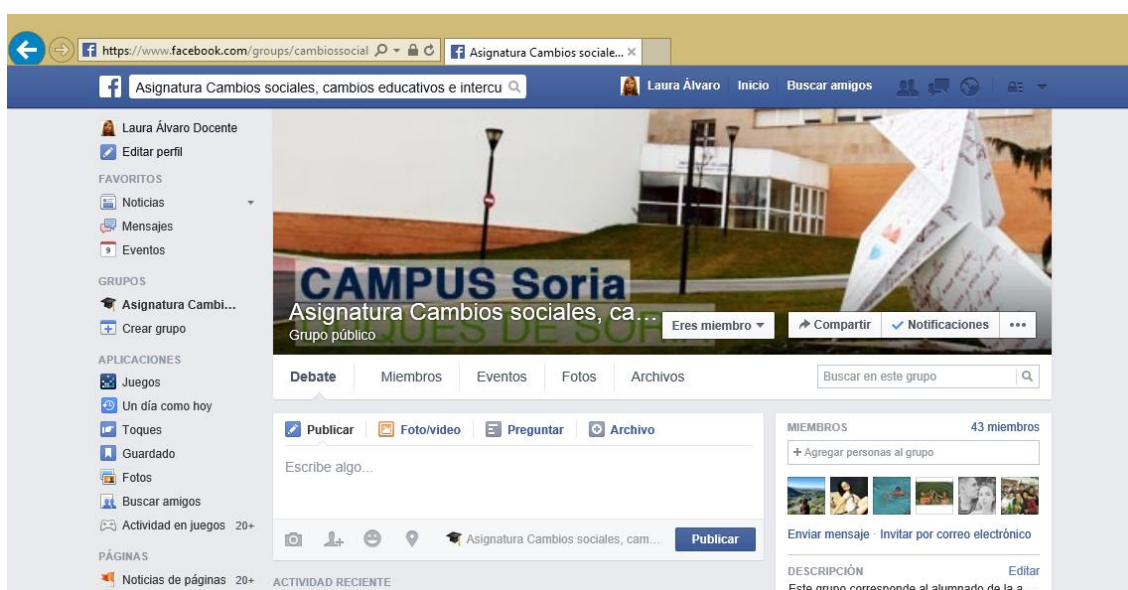 https://www.facebook.com/groups/cambiossocial
Asignatura Cambios sociale...
Asignatura Cambios sociales, cambios educativos e intercu
Laura Álvaro Inicio Buscar amigos
Laura Álvaro Docente
Editar perfil
FAVORITOS
Noticias
Mensajes
9 Eventos
GRUPOS
Asignatura Cambi...
Crear grupo
APLICACIONES
Juegos
Un día como hoy
Toques
Guardado
Fotos
Buscar amigos
Actividad en juegos 20+
PÁGINAS
Noticias de páginas 20+
CAMPUS Soria
DUQUES DE SORIA
Asignatura Cambios sociales, ca...
Grupo público
Eres miembro
Compartir
Notificaciones
Debate Miembros Eventos Fotos Archivos
Buscar en este grupo
Publicar Foto/video Preguntar Archivo
Escribe algo...
Asignatura Cambios sociales, cam...
Publicar
ACTIVIDAD RECIENTE
MIEMBROS 43 miembros
+ Agregar personas al grupo
Enviar mensaje · Invitar por correo electrónico
DESCRIPCIÓN Editar
Este grupo corresponde al alumnado de la a